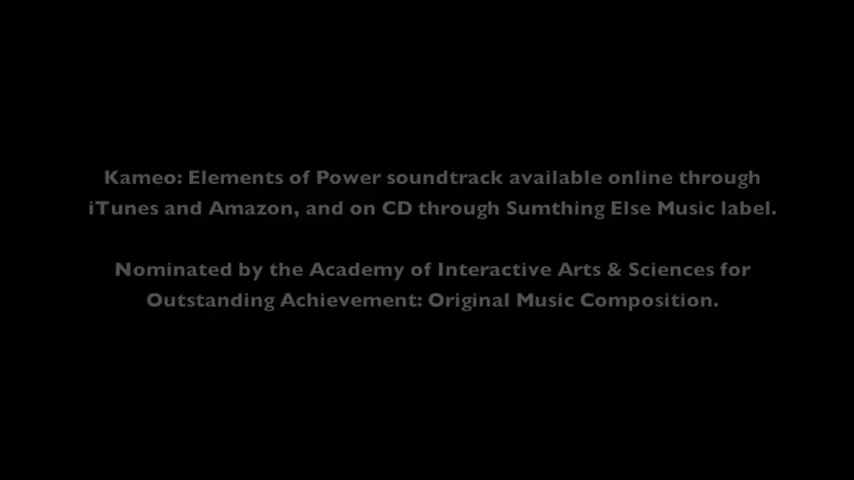 Kameo: Elements of Power soundtrack available online through
iTunes and Amazon, and on CD through Sumthing Else Music label.
Nominated by the Academy of Interactive Arts & Sciences for
Outstanding Achievement: Original Music Composition.